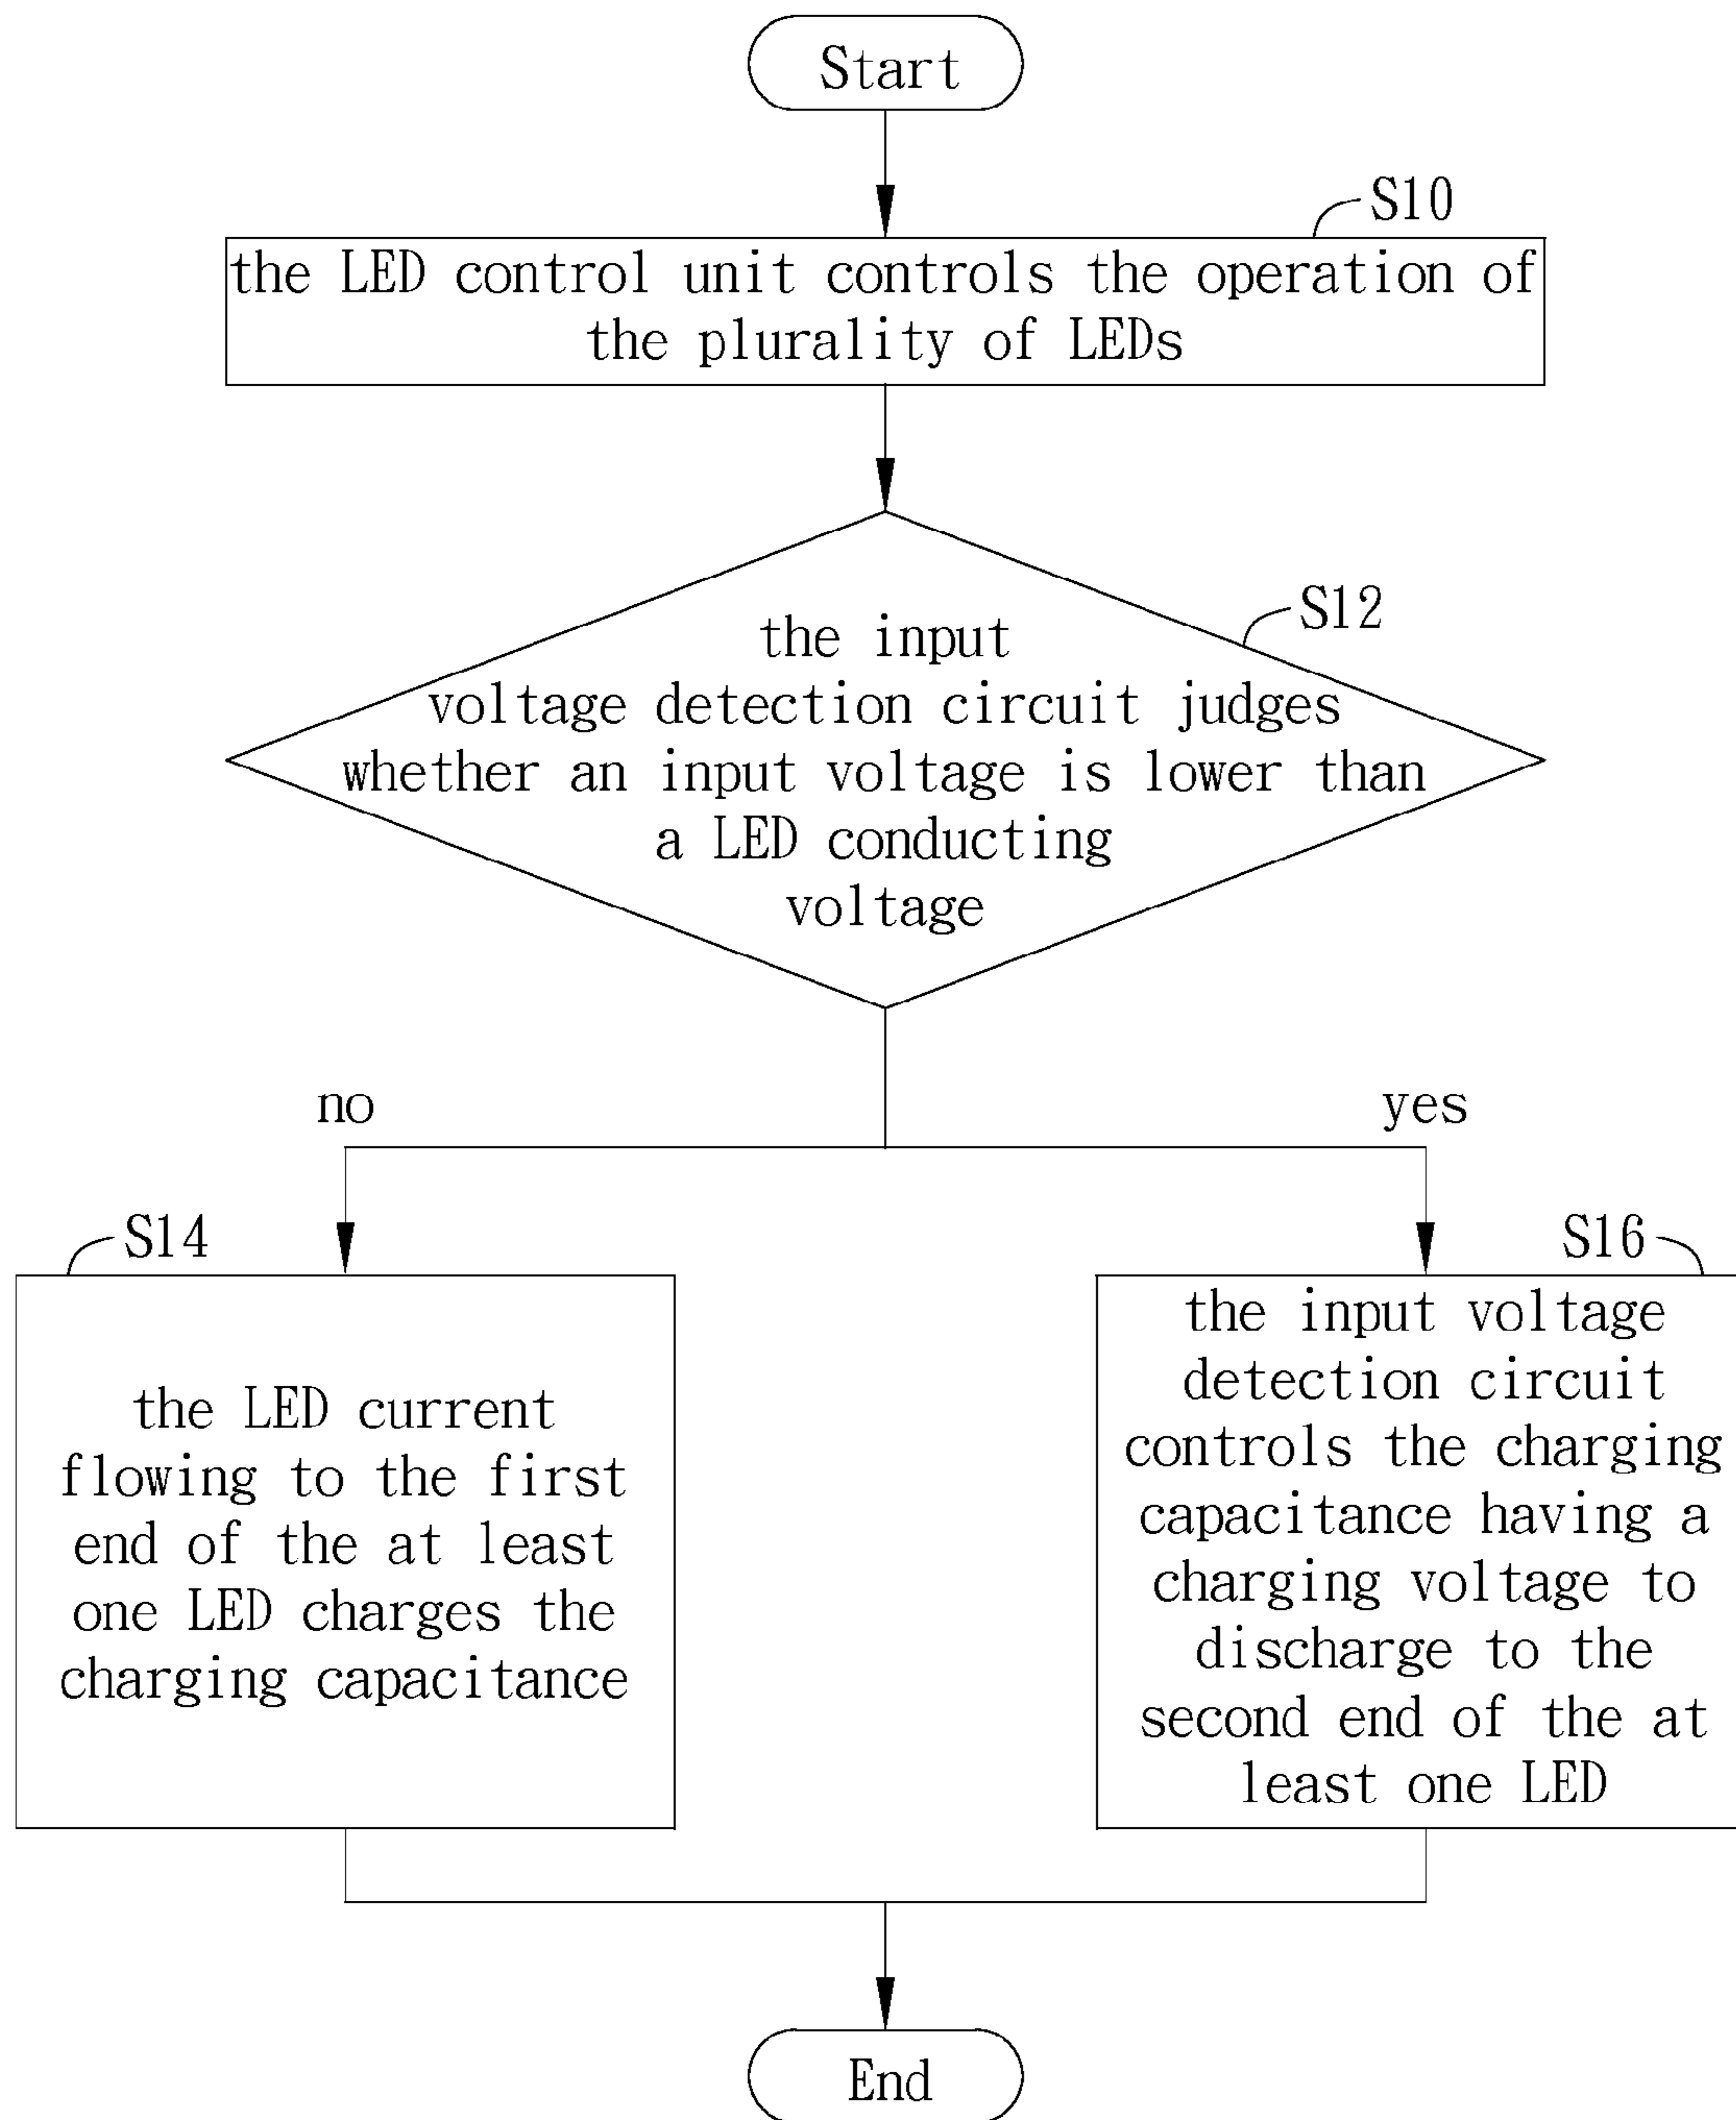 Start
S10
the LED control unit controls the operation of
the plurality of LEDs
S12
the input
voltage detection circuit judges
whether an input voltage is lower than
a LED conducting
voltage
no
yes
S14
the LED current
flowing to the first
end of the at least
one LED charges the
charging capacitance
S16
the input voltage
detection circuit
controls the charging
capacitance having a
charging voltage to
discharge to the
second end of the at
least one LED
End